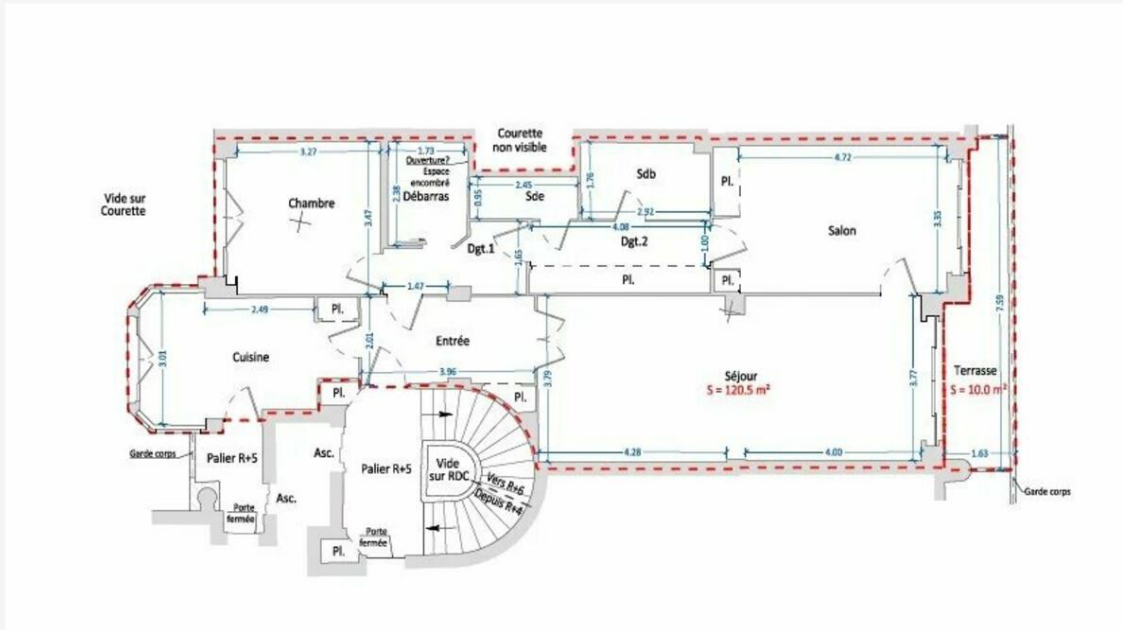 Courette
non visible
3.27
1.73
Ouverture?
Espace
encombré
Débarras
2.38
2.45
0.95
Sde
1.76
Sdb
2.92
Pl.
4.72
Vide sur
Courette
Chambre
3.47
Dgt.1
1.65
4.08
Dgt.2
1.00
Salon
3.35
Pl.
Pl.
1.47
2.49
Pl.
7.59
3.01
Cuisine
2.01
Entrée
3.96
3.79
Séjour
S = 120.5 m²
3.77
Terrasse
S = 10.0 m²
Pl.
Pl.
Garde corps
Palier R+5
Asc.
Palier R+5
Vide
sur RDC
Vers R+6
Depuis R+4
4.28
4.00
1.63
Garde corps
Asc.
Porte
fermée
Porte
fermée
Pl.